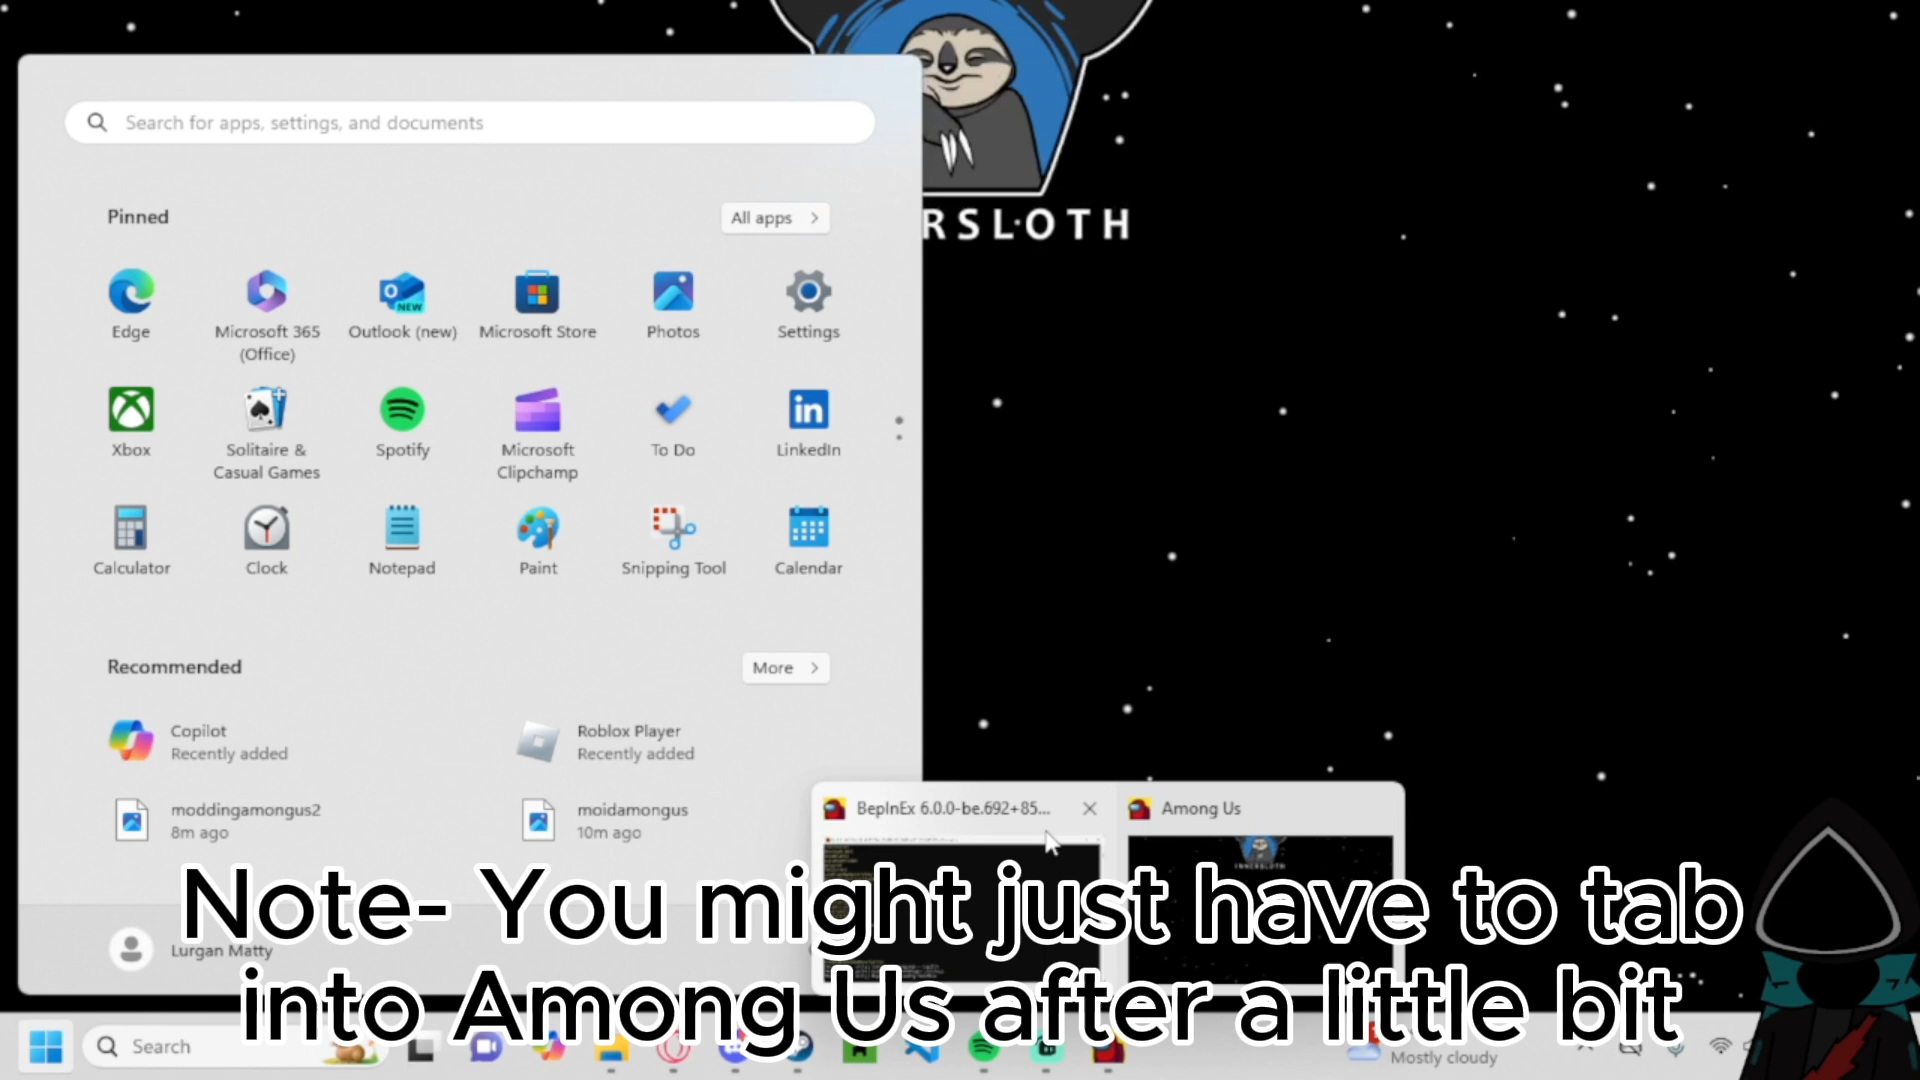 Search for apps, settings, and documents
RSLOTH
Pinned
All apps
Edge
Microsoft 365
(Office)
Outlook (new)
Microsoft Store
Photos
Settings
Xbox
Solitaire &
Casual Games
Spotify
Microsoft
Clipchamp
To Do
LinkedIn
Calculator
Clock
Notepad
Paint
Snipping Tool
Calendar
Recommended
More
Copilot
Recently added
Roblox Player
Recently added
moddingamongus2
8m ago
moidamongus
10m ago
BepInEx 6.0.0-be.692+85...
Among Us
INNERSLOTH
Note- You might just have to tab
into Among Us after a little bit
Lurgan Matty
Search
Mostly cloudy